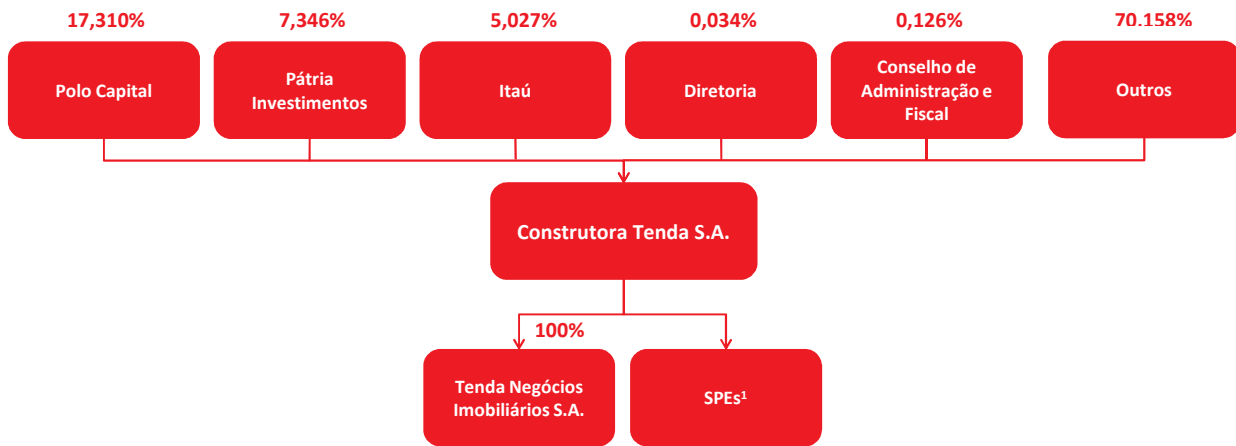 17,310%
7,346%
5,027%
0,034%
0,126%
70,158%
Polo Capital
Pátria
Investimentos
Itaú
Diretoria
Conselho de
Administração e
Fiscal
Outros
Construtora Tenda S.A.
100%
Tenda Negócios
Imobiliários S.A.
SPEs¹